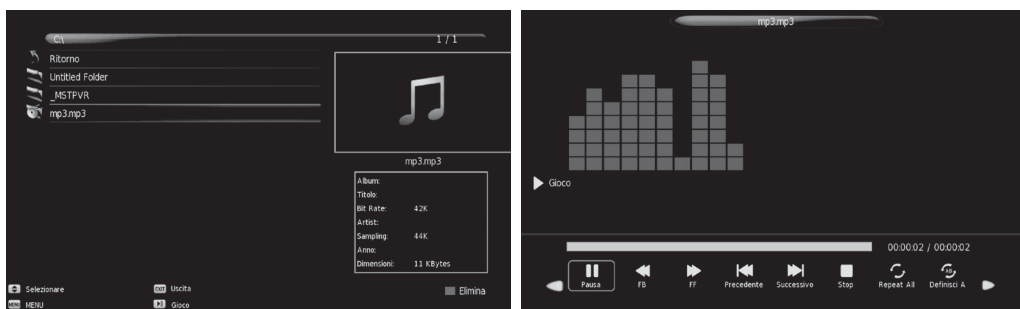 C:\ 1 / 1
Ritorno
Untitled Folder
_MSTPVR
mp3.mp3
mp3.mp3
Album:
Titolo:
Bit Rate: 42K
Artist:
Sampling: 44K
Anno:
Dimensioni: 11 KBytes
Selezionare EXIT Uscita Elimina
MENU MENU Gioco
mp3.mp3
Gioco
00:00:02 / 00:00:02
Pausa FB FF Precedente Successivo Stop Repeat All AB Definisci A